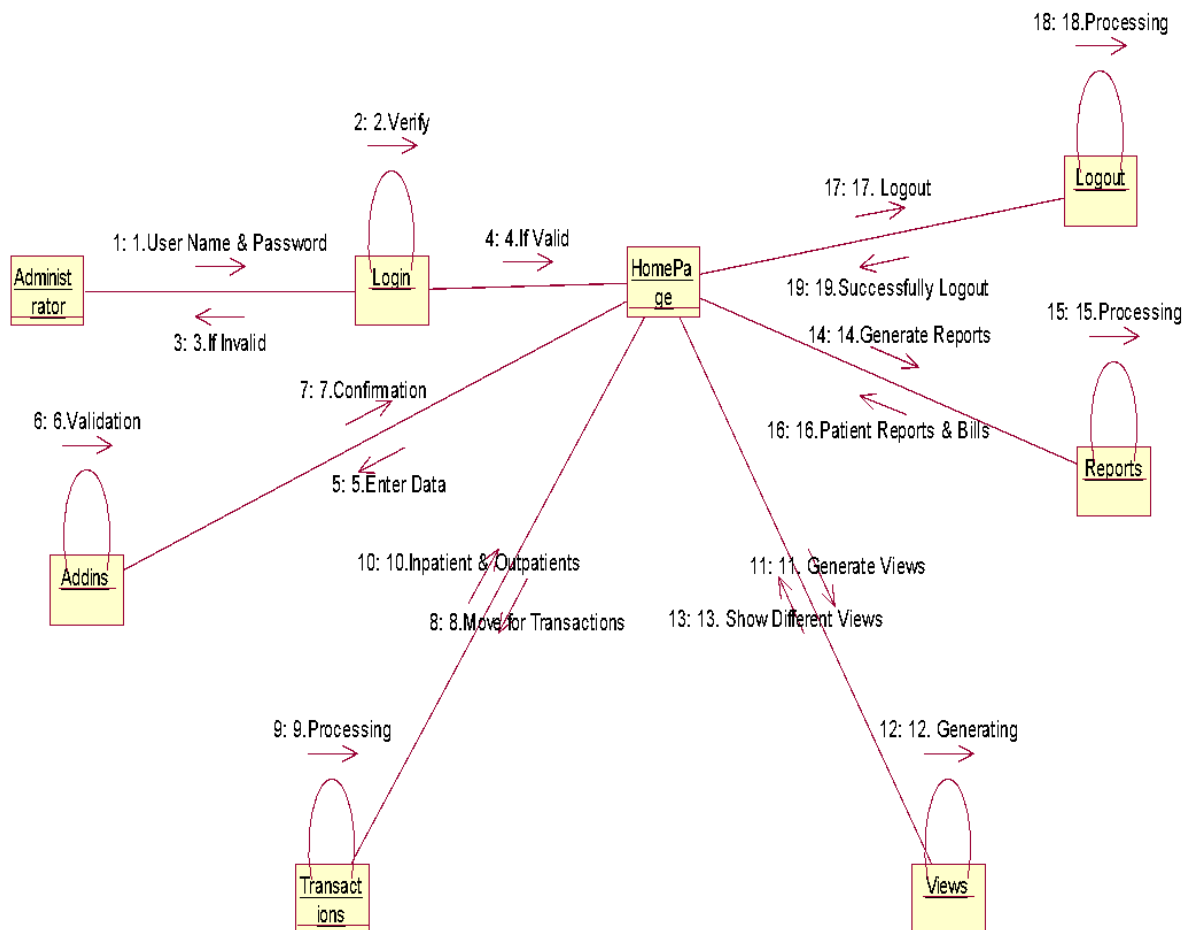 18: 18.Processing
2: 2.Verify
Logout
17: 17. Logout
1: 1.User Name & Password
4: 4.If Valid
Administ
rator
Login
HomePa
ge
19: 19.Successfully Logout
3: 3.If Invalid
14: 14.Generate Reports
15: 15.Processing
7: 7.Confirmation
6: 6.Validation
16: 16.Patient Reports & Bills
Reports
5: 5.Enter Data
10: 10.Inpatient & Outpatients
11: 11. Generate Views
Addins
8: 8.Move for Transactions
13: 13. Show Different Views
9: 9.Processing
12: 12. Generating
Transact
ions
Views